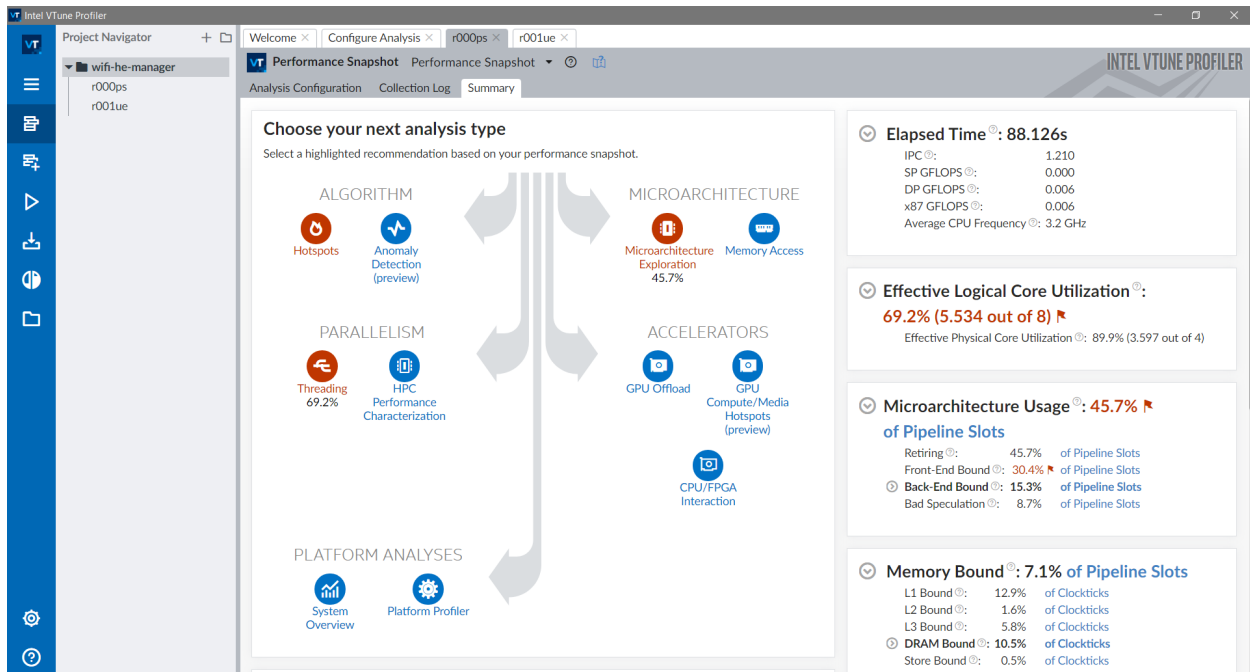 VT Intel VTune Profiler
VT
Project Navigator
wifi-he-manager
r000ps
r001ue
Welcome × Configure Analysis × r000ps × r001ue ×
VT Performance Snapshot Performance Snapshot
INTEL VTUNE PROFILER
Analysis Configuration Collection Log Summary
Choose your next analysis type
Select a highlighted recommendation based on your performance snapshot.
ALGORITHM
Hotspots
Anomaly
Detection
(preview)
MICROARCHITECTURE
Microarchitecture
Exploration
45.7%
Memory Access
PARALLELISM
Threading
69.2%
HPC
Performance
Characterization
ACCELERATORS
GPU Offload
GPU
Compute/Media
Hotspots
(preview)
CPU/FPGA
Interaction
PLATFORM ANALYSES
System
Overview
Platform Profiler
Elapsed Time: 88.126s
IPC: 1.210
SP GFLOPS: 0.000
DP GFLOPS: 0.006
x87 GFLOPS: 0.006
Average CPU Frequency: 3.2 GHz
Effective Logical Core Utilization:
69.2% (5.534 out of 8)
Effective Physical Core Utilization: 89.9% (3.597 out of 4)
Microarchitecture Usage: 45.7%
of Pipeline Slots
Retiring: 45.7% of Pipeline Slots
Front-End Bound: 30.4% of Pipeline Slots
Back-End Bound: 15.3% of Pipeline Slots
Bad Speculation: 8.7% of Pipeline Slots
Memory Bound: 7.1% of Pipeline Slots
L1 Bound: 12.9% of Clockticks
L2 Bound: 1.6% of Clockticks
L3 Bound: 5.8% of Clockticks
DRAM Bound: 10.5% of Clockticks
Store Bound: 0.5% of Clockticks